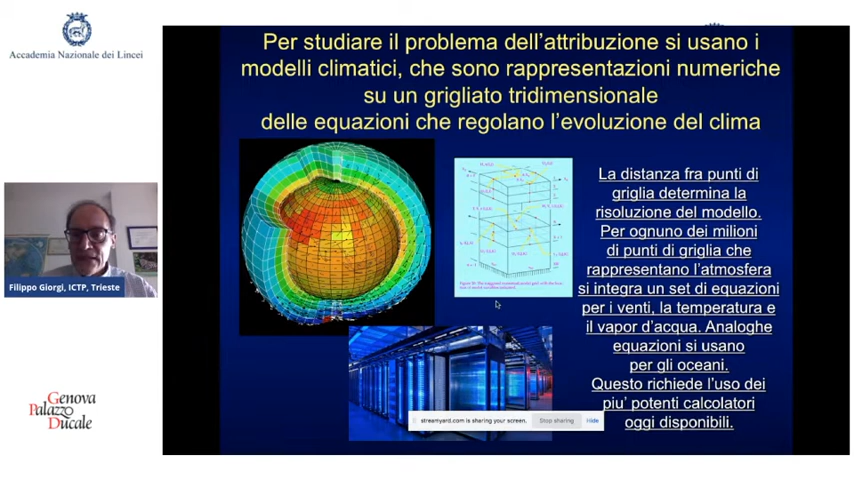 Accademia Nazionale dei Lincei
Per studiare il problema dell'attribuzione si usano i
modelli climatici, che sono rappresentazioni numeriche
su un grigliato tridimensionale
delle equazioni che regolano l'evoluzione del clima
La distanza fra punti di
griglia determina la
risoluzione del modello.
Per ognuno dei milioni
di punti di griglia che
rappresentano l'atmosfera
si integra un set di equazioni
per i venti, la temperatura e
il vapor d'acqua. Analoghe
equazioni si usano
per gli oceani.
Questo richiede l'uso dei
piu' potenti calcolatori
oggi disponibili.
Filippo Giorgi, ICTP, Trieste
Genova
Palazzo
Ducale
streamyard.com is sharing your screen.
Stop sharing
Hide